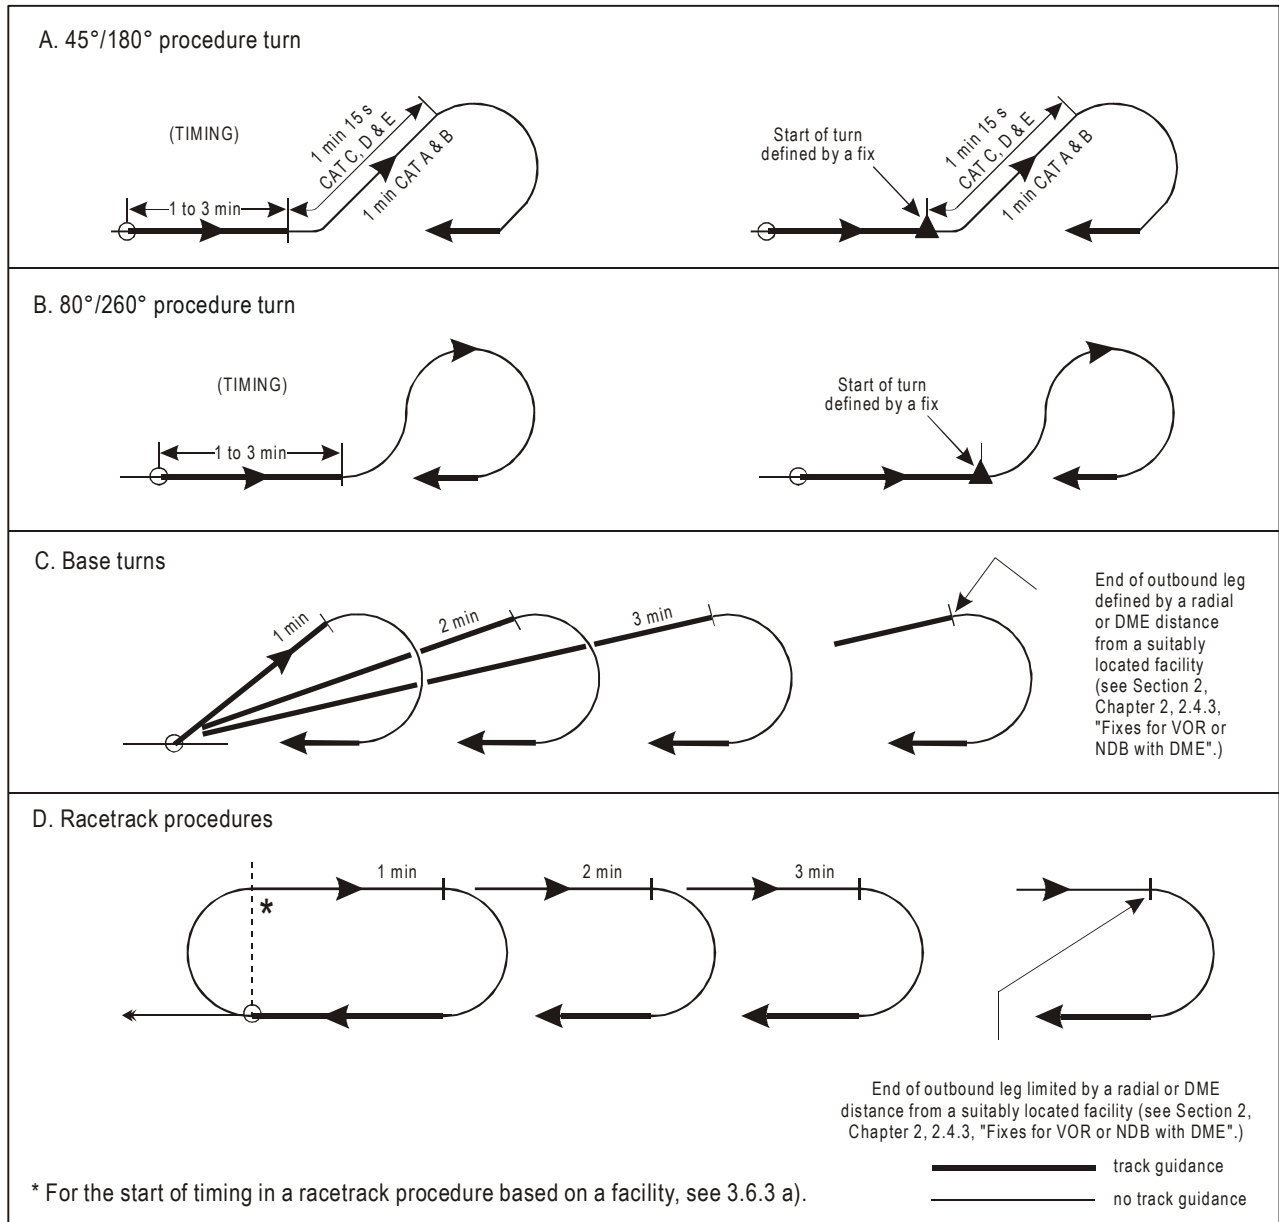 A. 45°/180° procedure turn
(TIMING)
1 to 3 min
1 min 15 s
CAT C, D & E
1 min CAT A & B
Start of turn
defined by a fix
1 min 15 s
CAT C, D & E
1 min CAT A & B
B. 80°/260° procedure turn
(TIMING)
1 to 3 min
Start of turn
defined by a fix
C. Base turns
1 min
2 min
3 min
End of outbound leg
defined by a radial
or DME distance
from a suitably
located facility
(see Section 2,
Chapter 2, 2.4.3,
"Fixes for VOR or
NDB with DME".)
D. Racetrack procedures
1 min
2 min
3 min
*
End of outbound leg limited by a radial or DME
distance from a suitably located facility (see Section 2,
Chapter 2, 2.4.3, "Fixes for VOR or NDB with DME".)
track guidance
no track guidance
* For the start of timing in a racetrack procedure based on a facility, see 3.6.3 a).